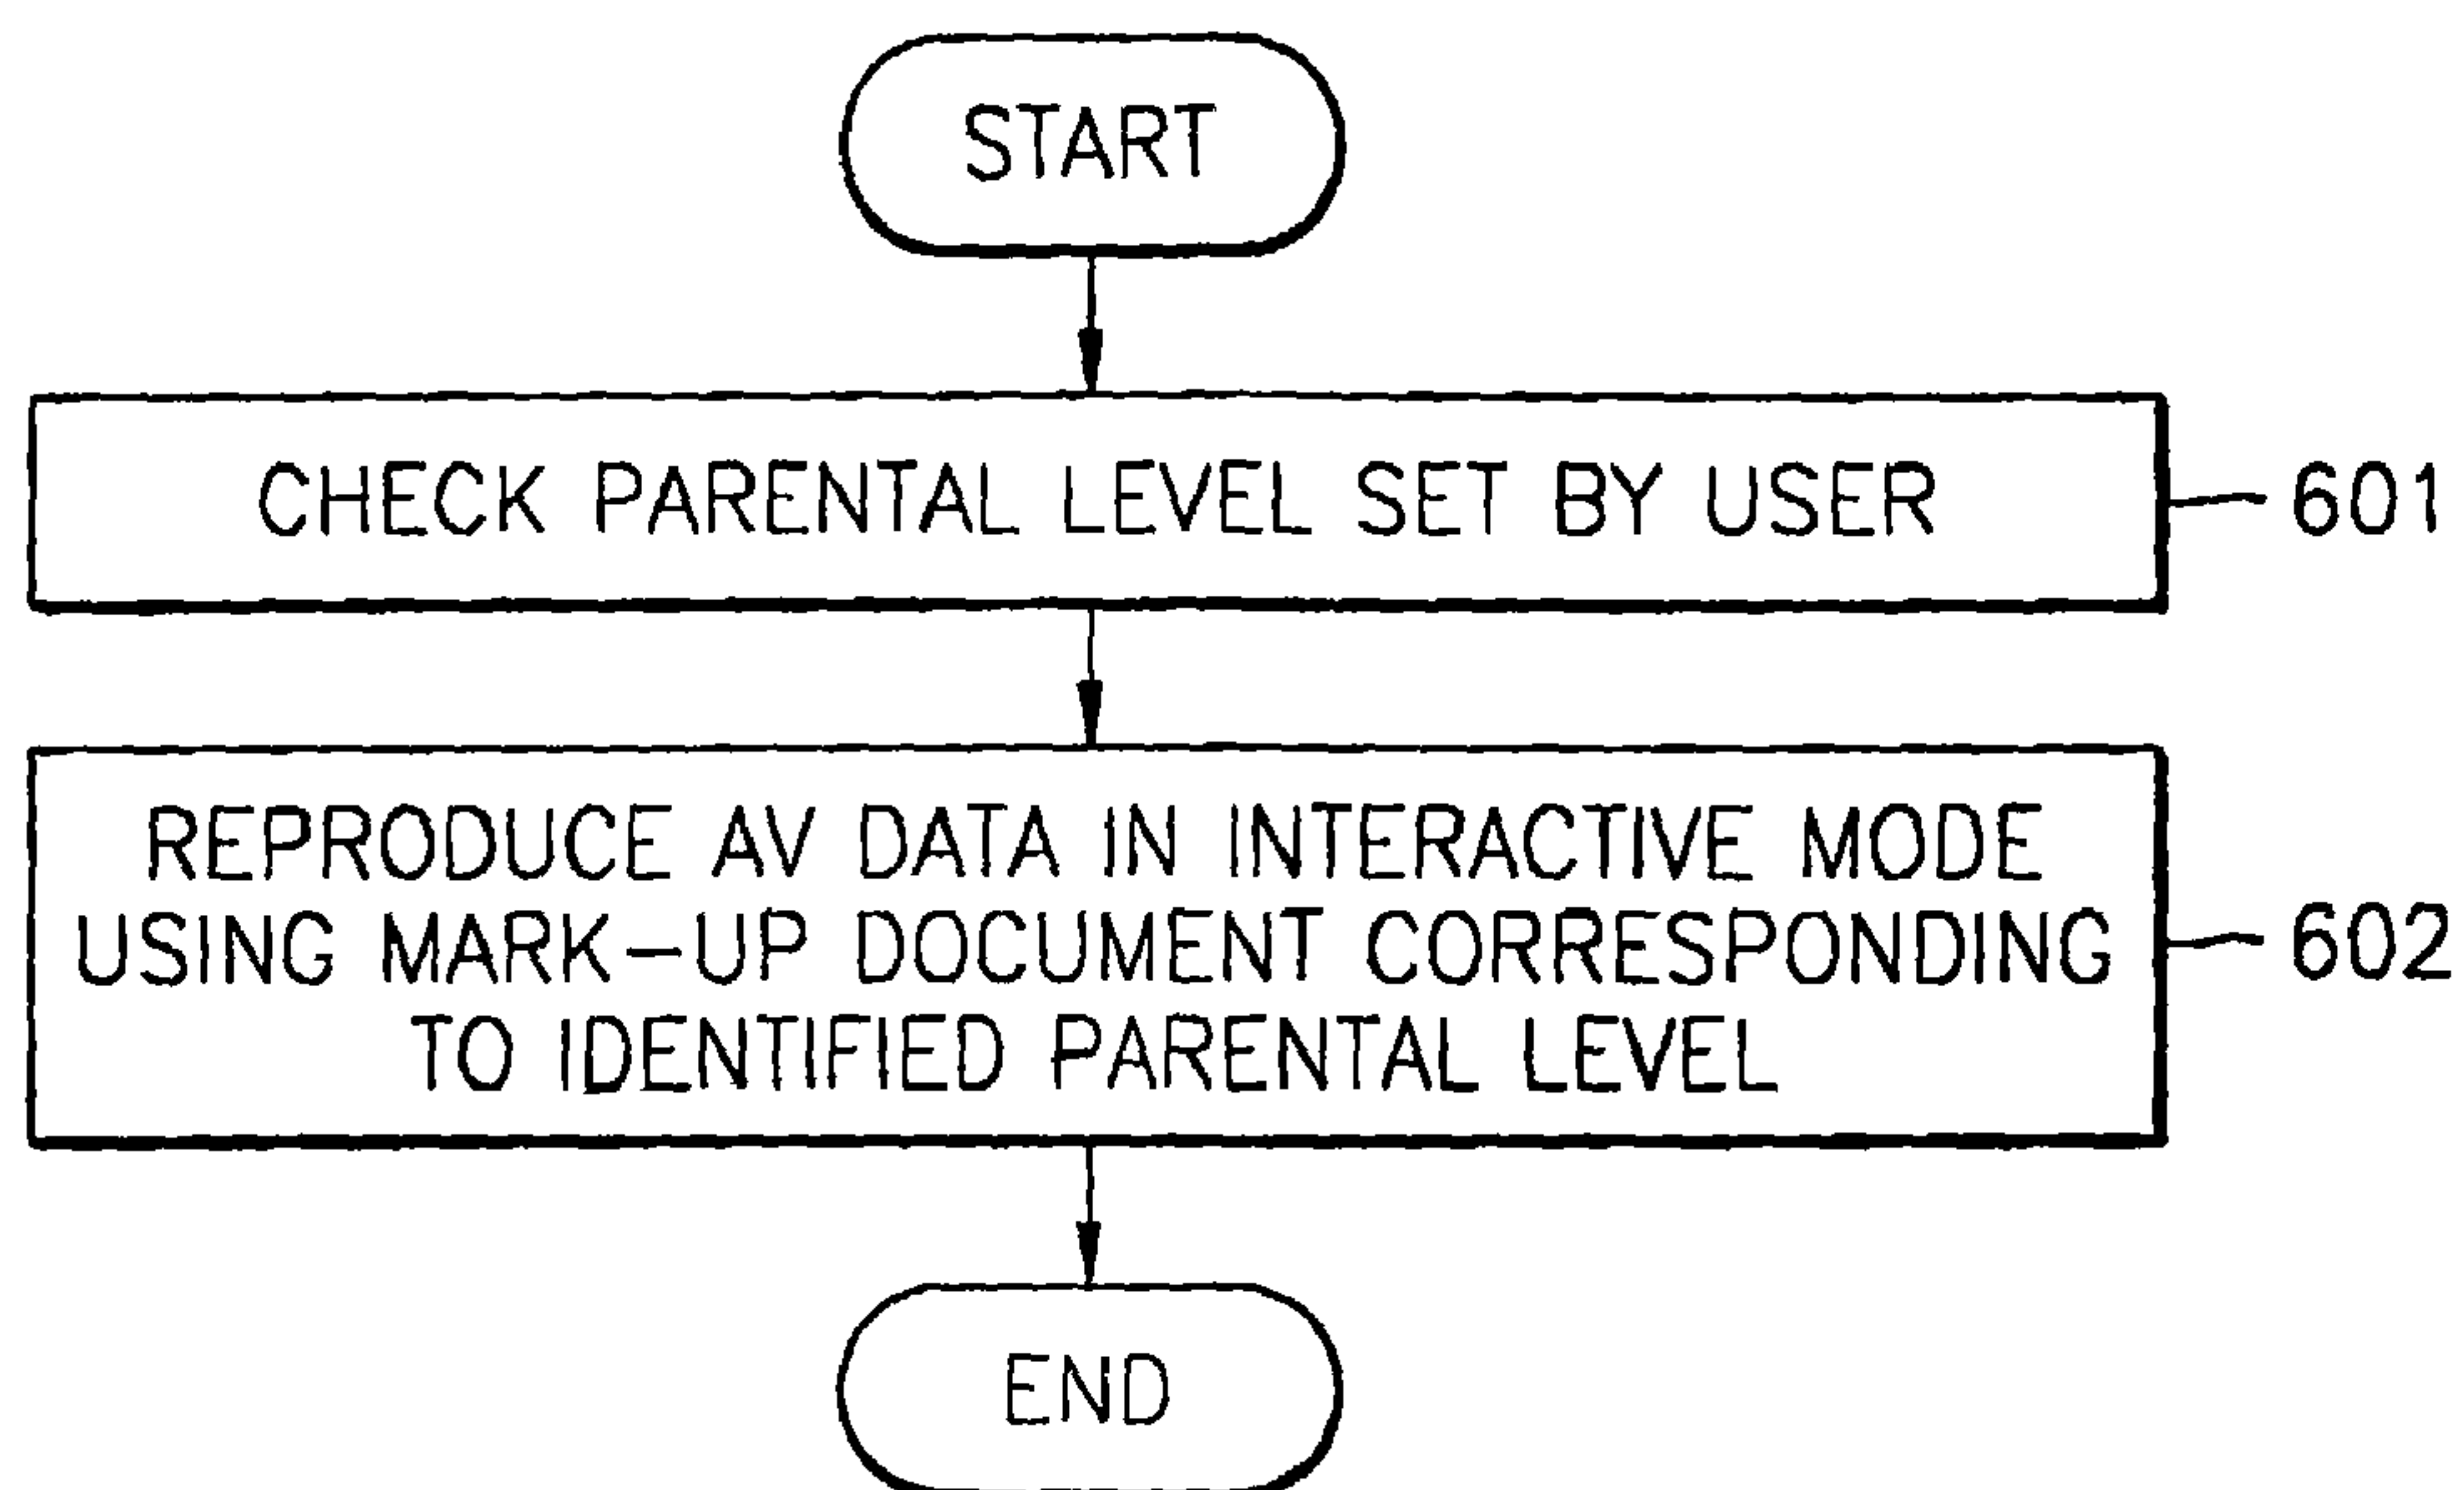 START
CHECK PARENTAL LEVEL SET BY USER
601
REPRODUCE AV DATA IN INTERACTIVE MODE
USING MARK-UP DOCUMENT CORRESPONDING
TO IDENTIFIED PARENTAL LEVEL
602
END